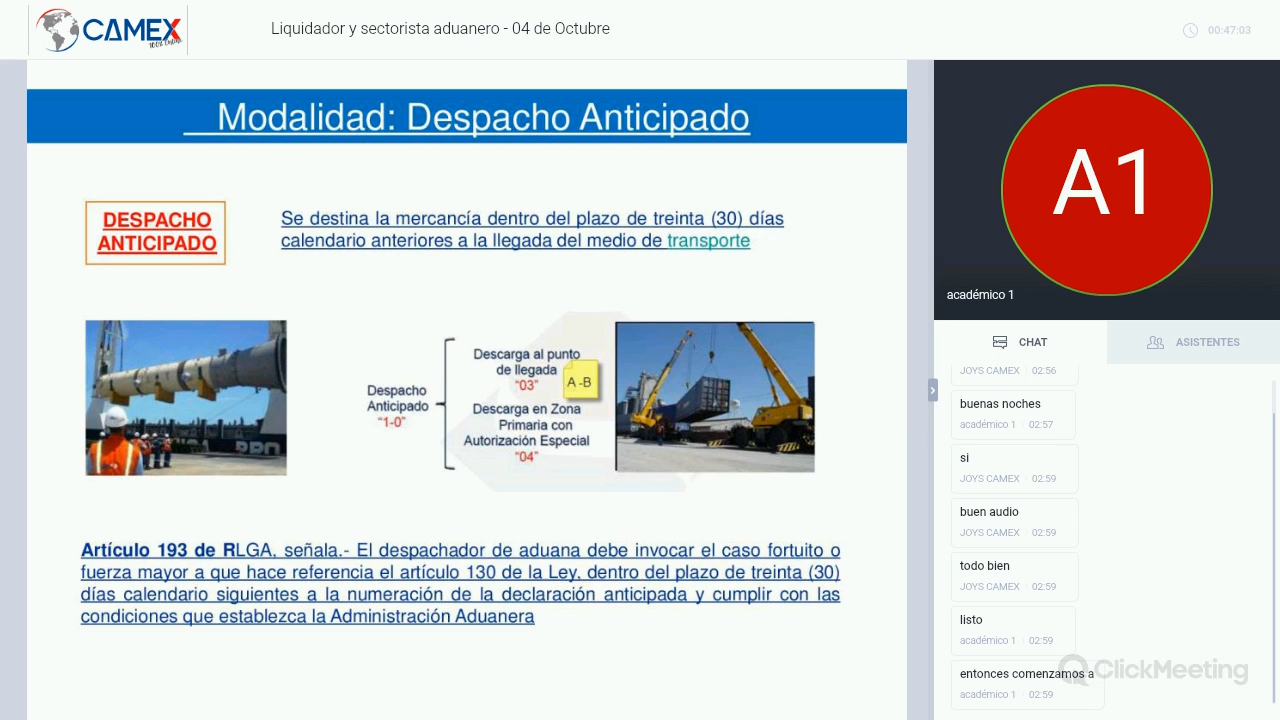 CAMEX
100% Online
Liquidador y sectorista aduanero - 04 de Octubre
00:47:03
Modalidad: Despacho Anticipado
DESPACHO
ANTICIPADO
Se destina la mercancía dentro del plazo de treinta (30) días
calendario anteriores a la llegada del medio de transporte
Despacho
Anticipado
“1-0”
Descarga al punto
de llegada
“03”
A -B
Descarga en Zona
Primaria con
Autorización Especial
“04”
Artículo 193 de RLGA, señala.- El despachador de aduana debe invocar el caso fortuito o
fuerza mayor a que hace referencia el artículo 130 de la Ley, dentro del plazo de treinta (30)
días calendario siguientes a la numeración de la declaración anticipada y cumplir con las
condiciones que establezca la Administración Aduanera
A1
académico 1
CHAT
ASISTENTES
JOYS CAMEX 02:56
buenas noches
académico 1 02:57
si
JOYS CAMEX 02:59
buen audio
JOYS CAMEX 02:59
todo bien
JOYS CAMEX 02:59
listo
académico 1 02:59
entonces comenzamos a
académico 1 02:59
ClickMeeting